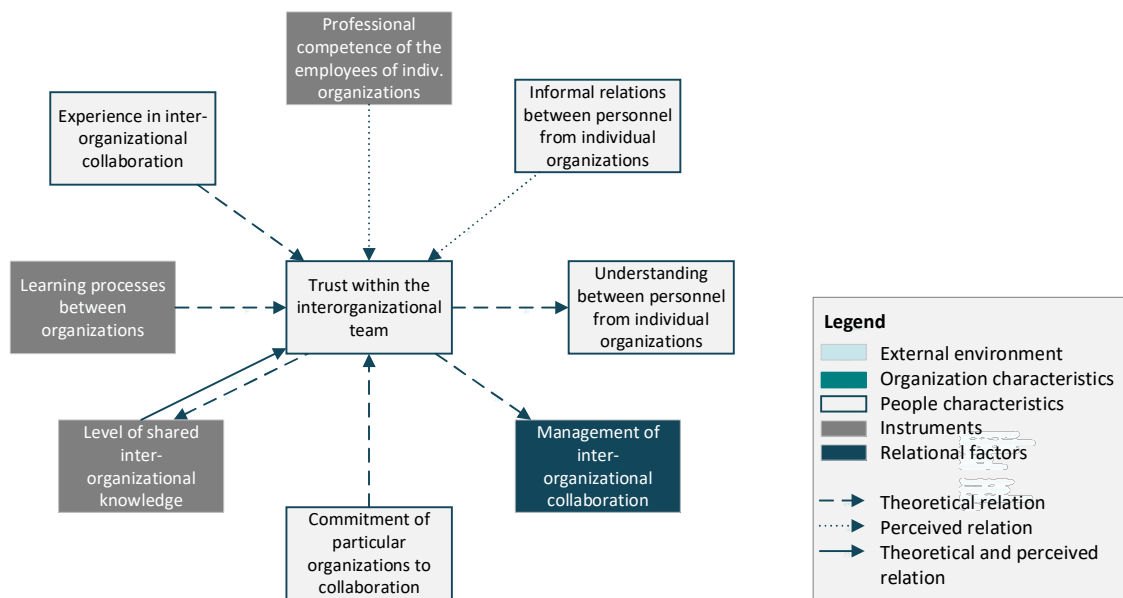 Professional
competence of the
employees of indiv.
organizations
Experience in inter-
organizational
collaboration
Informal relations
between personnel
from individual
organizations
Learning processes
between
organizations
Trust within the
interorganizational
team
Understanding
between personnel
from individual
organizations
Level of shared
inter-
organizational
knowledge
Commitment of
particular
organizations to
collaboration
Management of
inter-
organizational
collaboration
Legend
External environment
Organization characteristics
People characteristics
Instruments
Relational factors
Theoretical relation
Perceived relation
Theoretical and perceived
relation